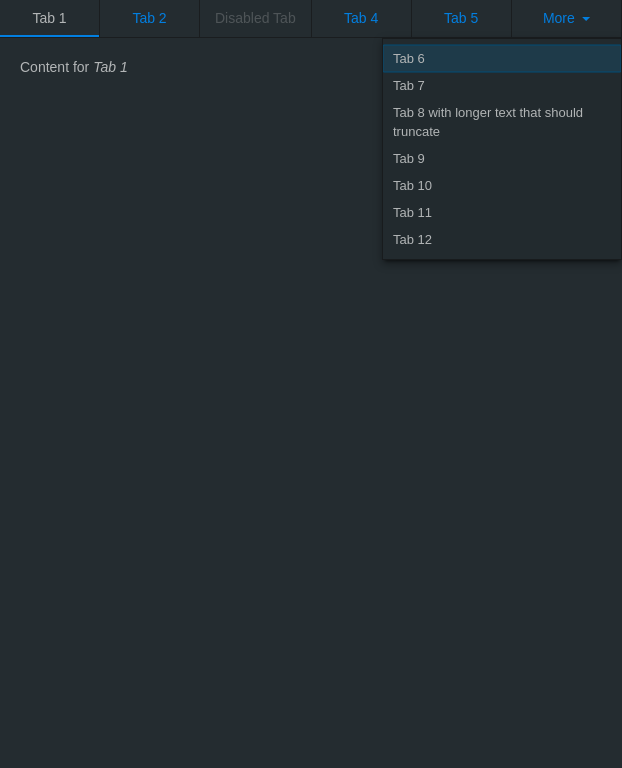 Tab 1 Tab 2 Disabled Tab Tab 4 Tab 5 More
Content for Tab 1
Tab 6
Tab 7
Tab 8 with longer text that should
truncate
Tab 9
Tab 10
Tab 11
Tab 12